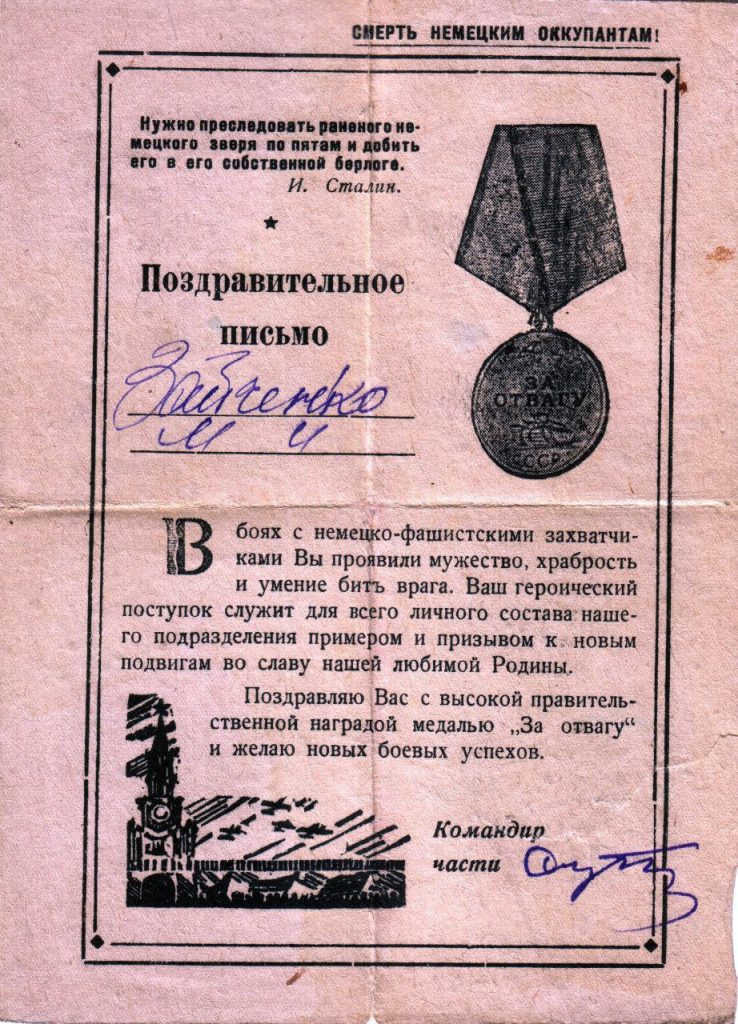 СМЕРТЬ НЕМЕЦКИМ ОККУПАНТАМ!
Нужно преследовать раненого не-
мецкого зверя по пятам и добить
его в его собственной берлоге.
И. Сталин.
Поздравительное
письмо
Зайченко
М И
ЗА
ОТВАГУ
СССР
В боях с немецко-фашистскими захватчи-
ками Вы проявили мужество, храбрость
и умение бить врага. Ваш героический
поступок служит для всего личного состава наше-
го подразделения примером и призывом к новым
подвигам во славу нашей любимой Родины.
Поздравляю Вас с высокой правитель-
ственной наградой медалью „За отвагу“
и желаю новых боевых успехов.
Командир
части